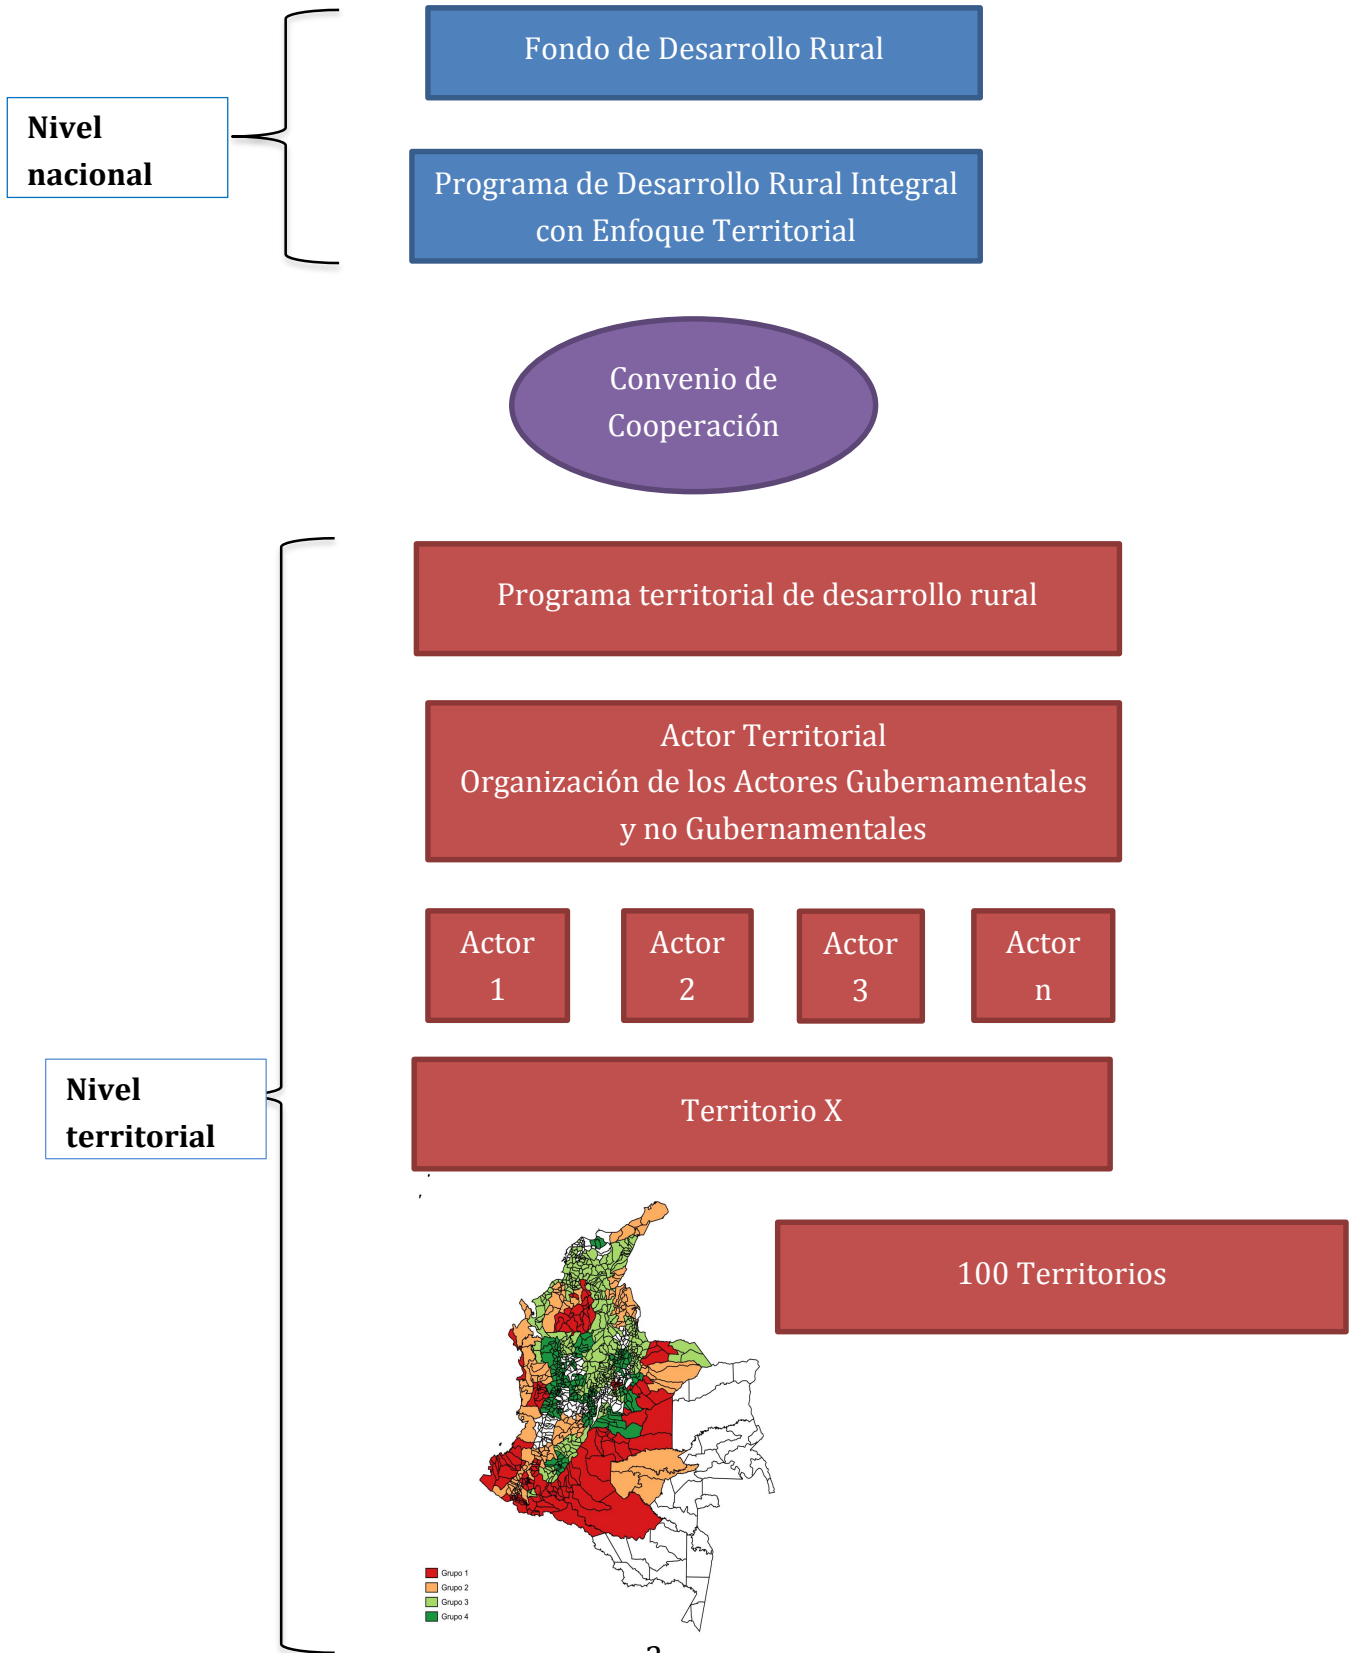 Fondo de Desarrollo Rural
Nivel
nacional
Programa de Desarrollo Rural Integral
con Enfoque Territorial
Convenio de
Cooperación
Programa territorial de desarrollo rural
Actor Territorial
Organización de los Actores Gubernamentales
y no Gubernamentales
Actor
1
Actor
2
Actor
3
Actor
n
Nivel
territorial
Territorio X
100 Territorios
Grupo 1
Grupo 2
Grupo 3
Grupo 4